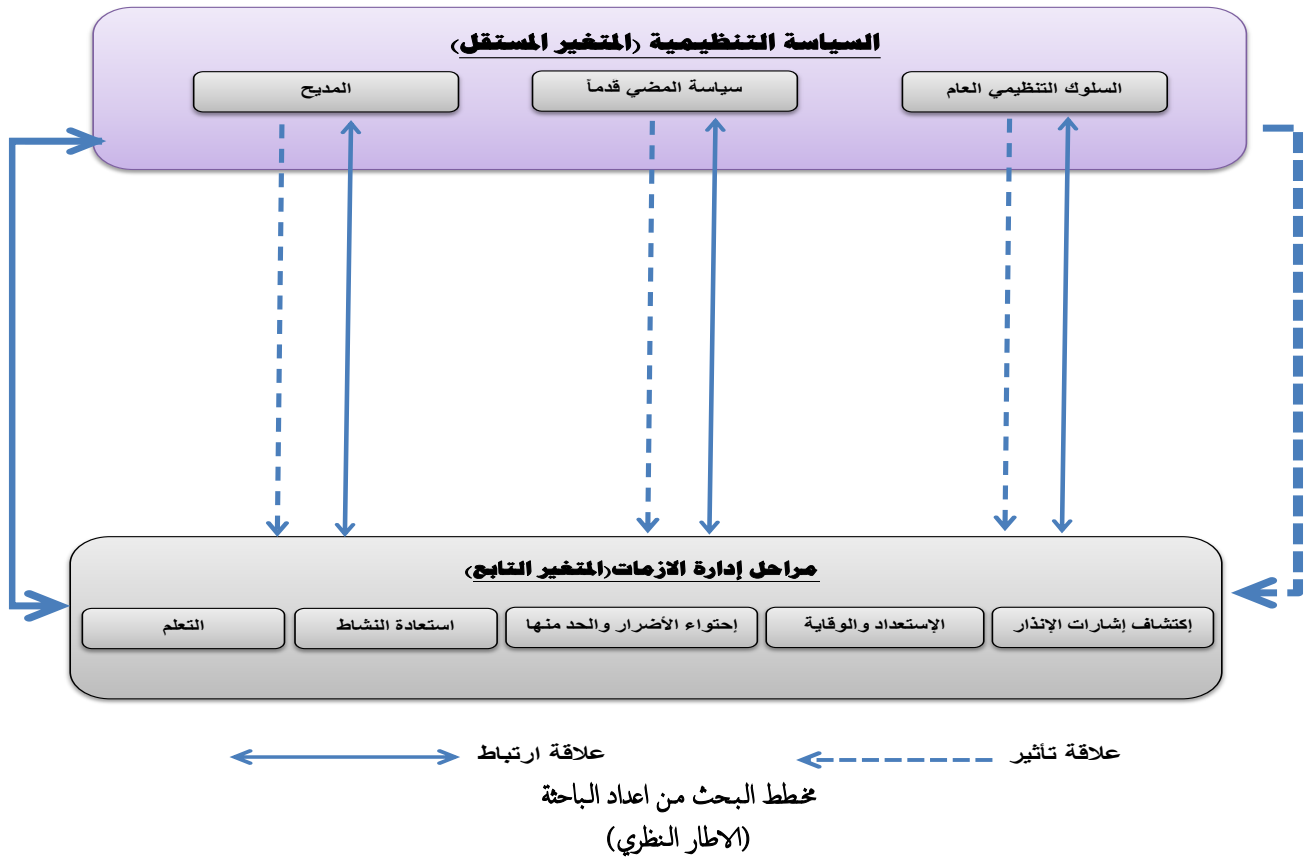 السياسة التنظيمية (المتغير المستقل)
السلوك التنظيمي العام
سياسة المضي قدماً
المديح
مراحل إدارة الازمات(المتغير التابع)
إكتشاف إشارات الإنذار
الإستعداد والوقاية
إحتواء الأضرار والحد منها
استعادة النشاط
التعلم
علاقة تأثير
علاقة ارتباط
مخطط البحث من اعداد الباحثة
(الاطار النظري)